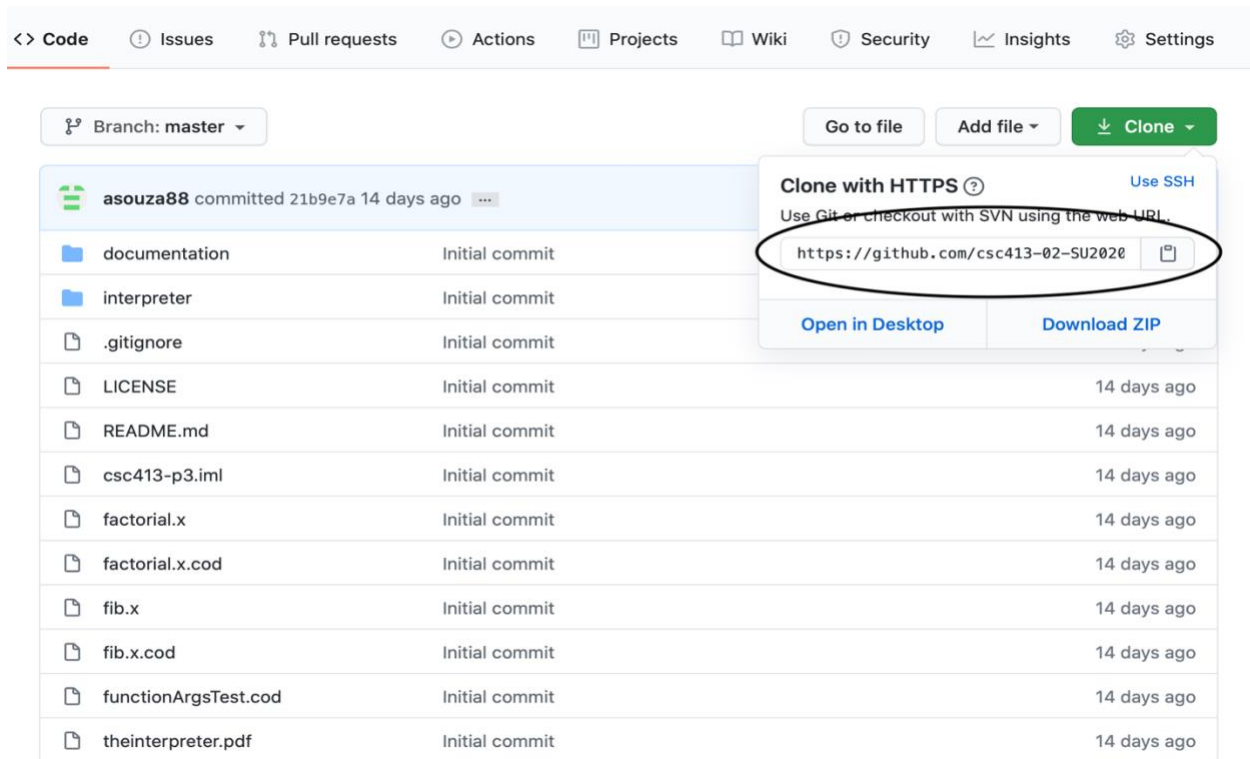 <> Code Issues Pull requests Actions Projects Wiki Security Insights Settings
Branch: master Go to file Add file Clone
asouza88 committed 21b9e7a 14 days ago ...
Clone with HTTPS ? Use SSH
Use Git or checkout with SVN using the web URL.
https://github.com/csc413-02-SU2020
Open in Desktop Download ZIP
documentation Initial commit
interpreter Initial commit
.gitignore Initial commit
LICENSE Initial commit 14 days ago
README.md Initial commit 14 days ago
csc413-p3.iml Initial commit 14 days ago
factorial.x Initial commit 14 days ago
factorial.x.cod Initial commit 14 days ago
fib.x Initial commit 14 days ago
fib.x.cod Initial commit 14 days ago
functionArgsTest.cod Initial commit 14 days ago
theinterpreter.pdf Initial commit 14 days ago